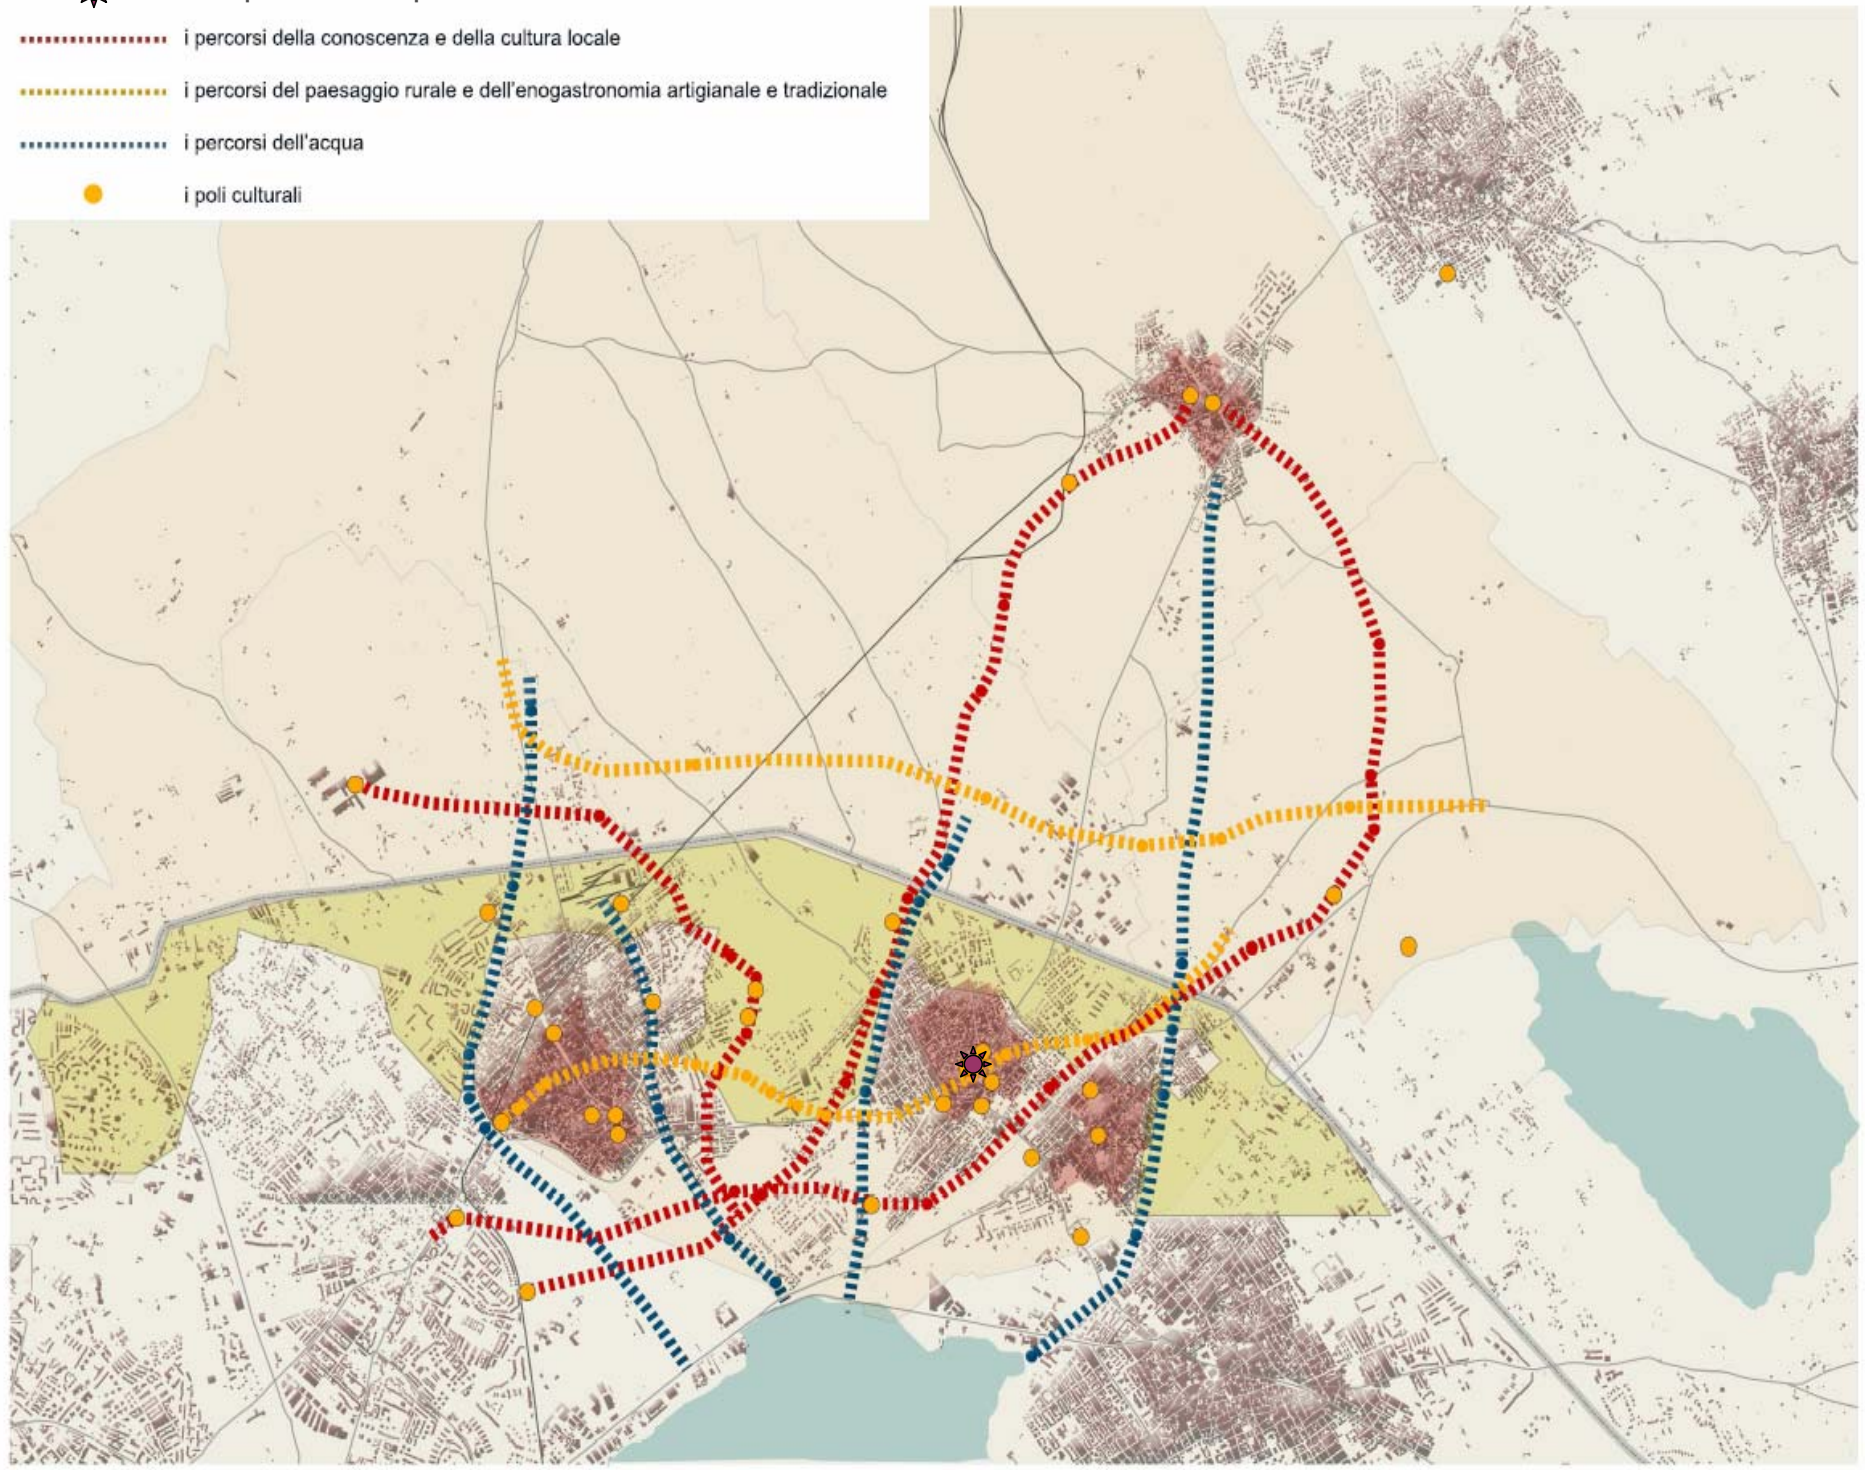 i percorsi della conoscenza e della cultura locale
i percorsi del paesaggio rurale e dell'enogastronomia artigianale e tradizionale
i percorsi dell'acqua
i poli culturali